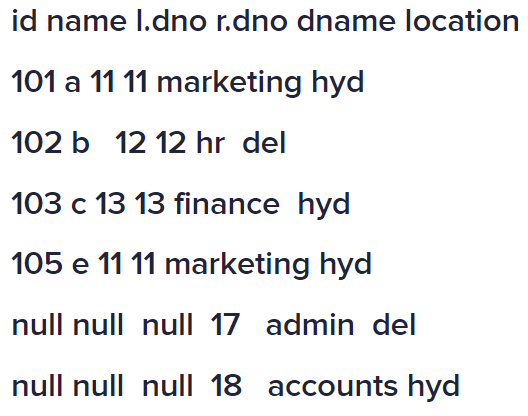 id name l.dno r.dno dname location
101 a 11 11 marketing hyd
102 b 12 12 hr del
103 c 13 13 finance hyd
105 e 11 11 marketing hyd
null null null 17 admin del
null null null 18 accounts hyd